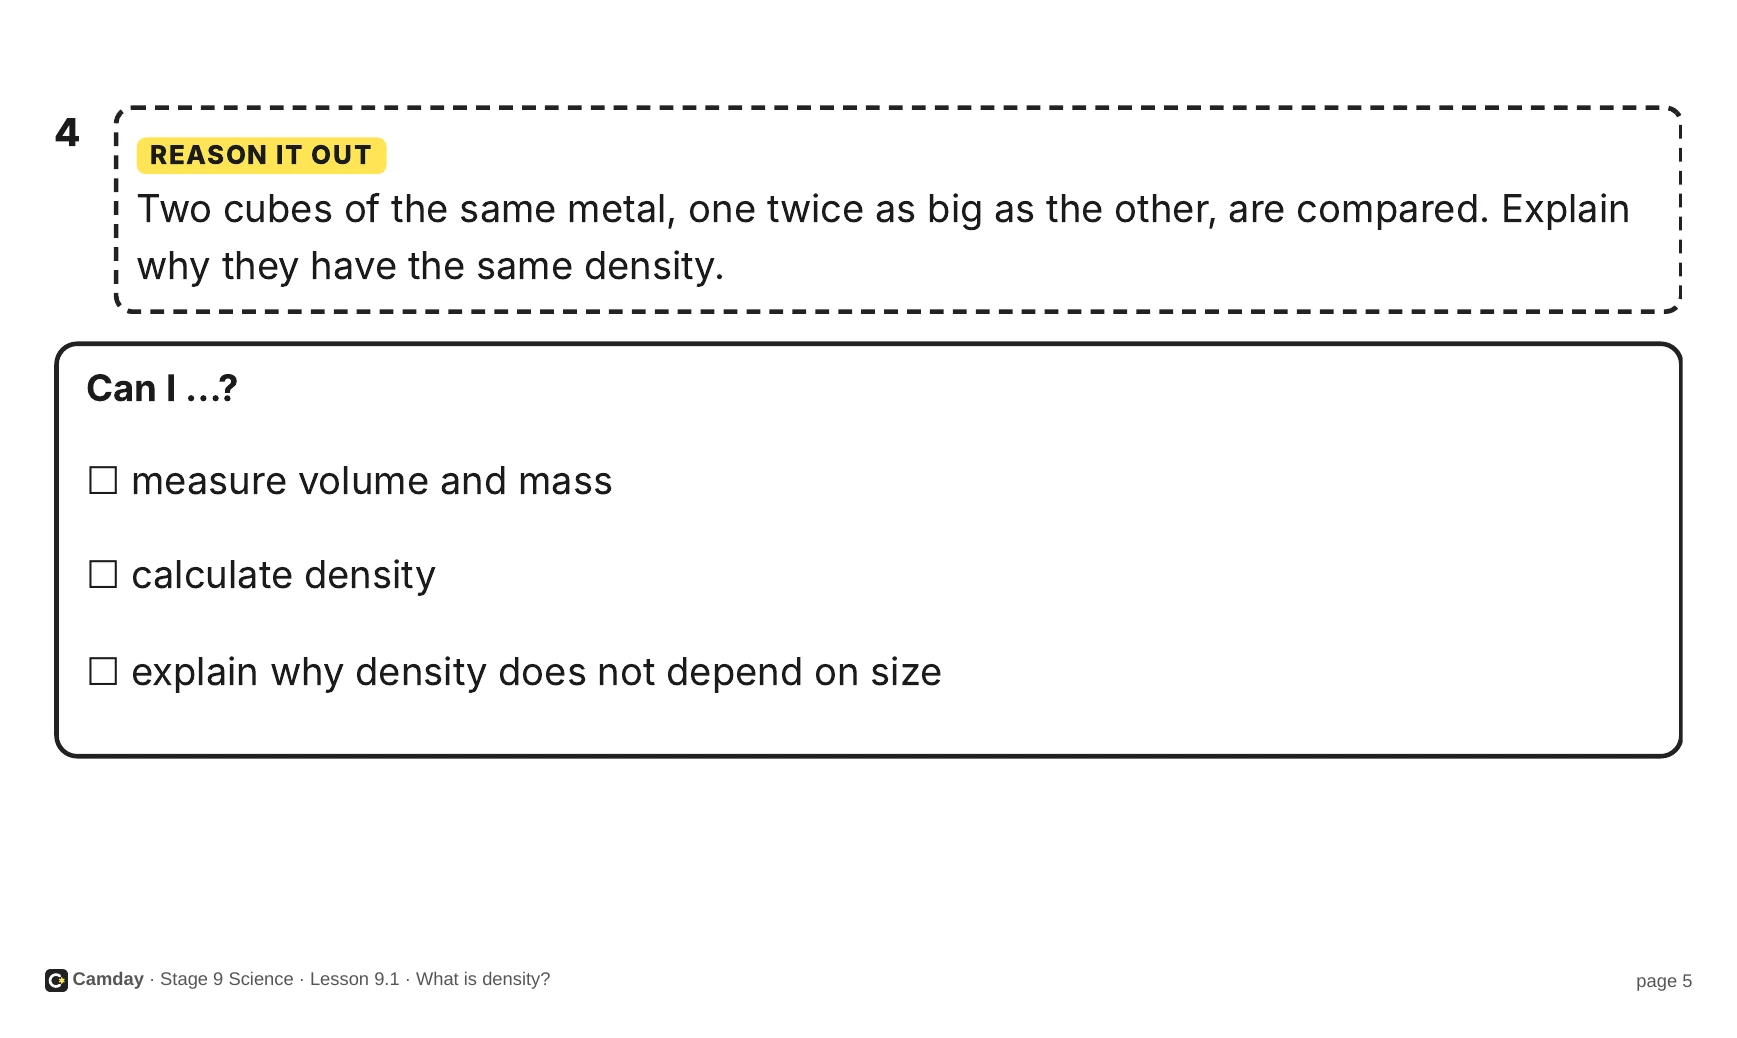 4
REASON IT OUT
Two cubes of the same metal, one twice as big as the other, are compared. Explain
why they have the same density.
Can I ...?
☐ measure volume and mass
☐ calculate density
☐ explain why density does not depend on size
Camday · Stage 9 Science · Lesson 9.1 · What is density?
page 5